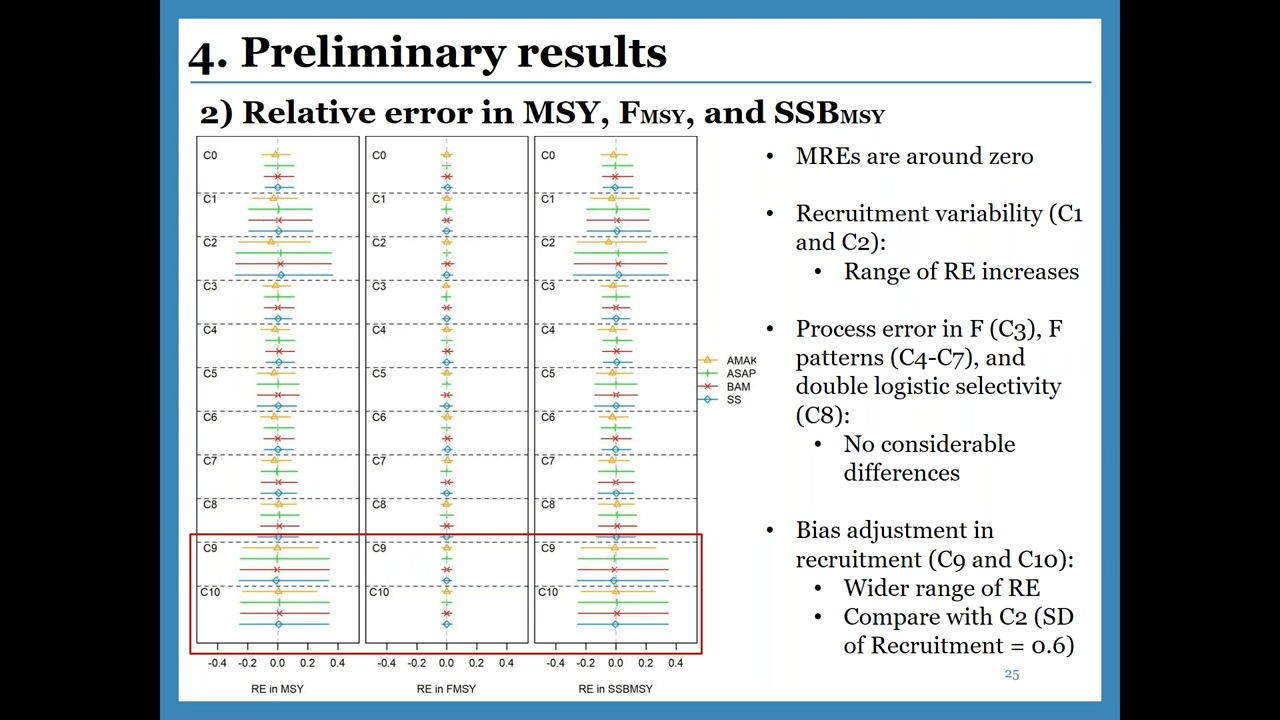 4. Preliminary results
2) Relative error in MSY, FMSY, and SSBMSY
C0
C1
C2
C3
C4
C5
C6
C7
C8
C9
C10
-0.4 -0.2 0.0 0.2 0.4
RE in MSY
C0
C1
C2
C3
C4
C5
C6
C7
C8
C9
C10
-0.4 -0.2 0.0 0.2 0.4
RE in FMSY
C0
C1
C2
C3
C4
C5
C6
C7
C8
C9
C10
-0.4 -0.2 0.0 0.2 0.4
RE in SSBMSY
AMAK
ASAP
BAM
SS
• MREs are around zero
• Recruitment variability (C1
and C2):
• Range of RE increases
• Process error in F (C3), F
patterns (C4-C7), and
double logistic selectivity
(C8):
• No considerable
differences
• Bias adjustment in
recruitment (C9 and C10):
• Wider range of RE
• Compare with C2 (SD
of Recruitment = 0.6)
25